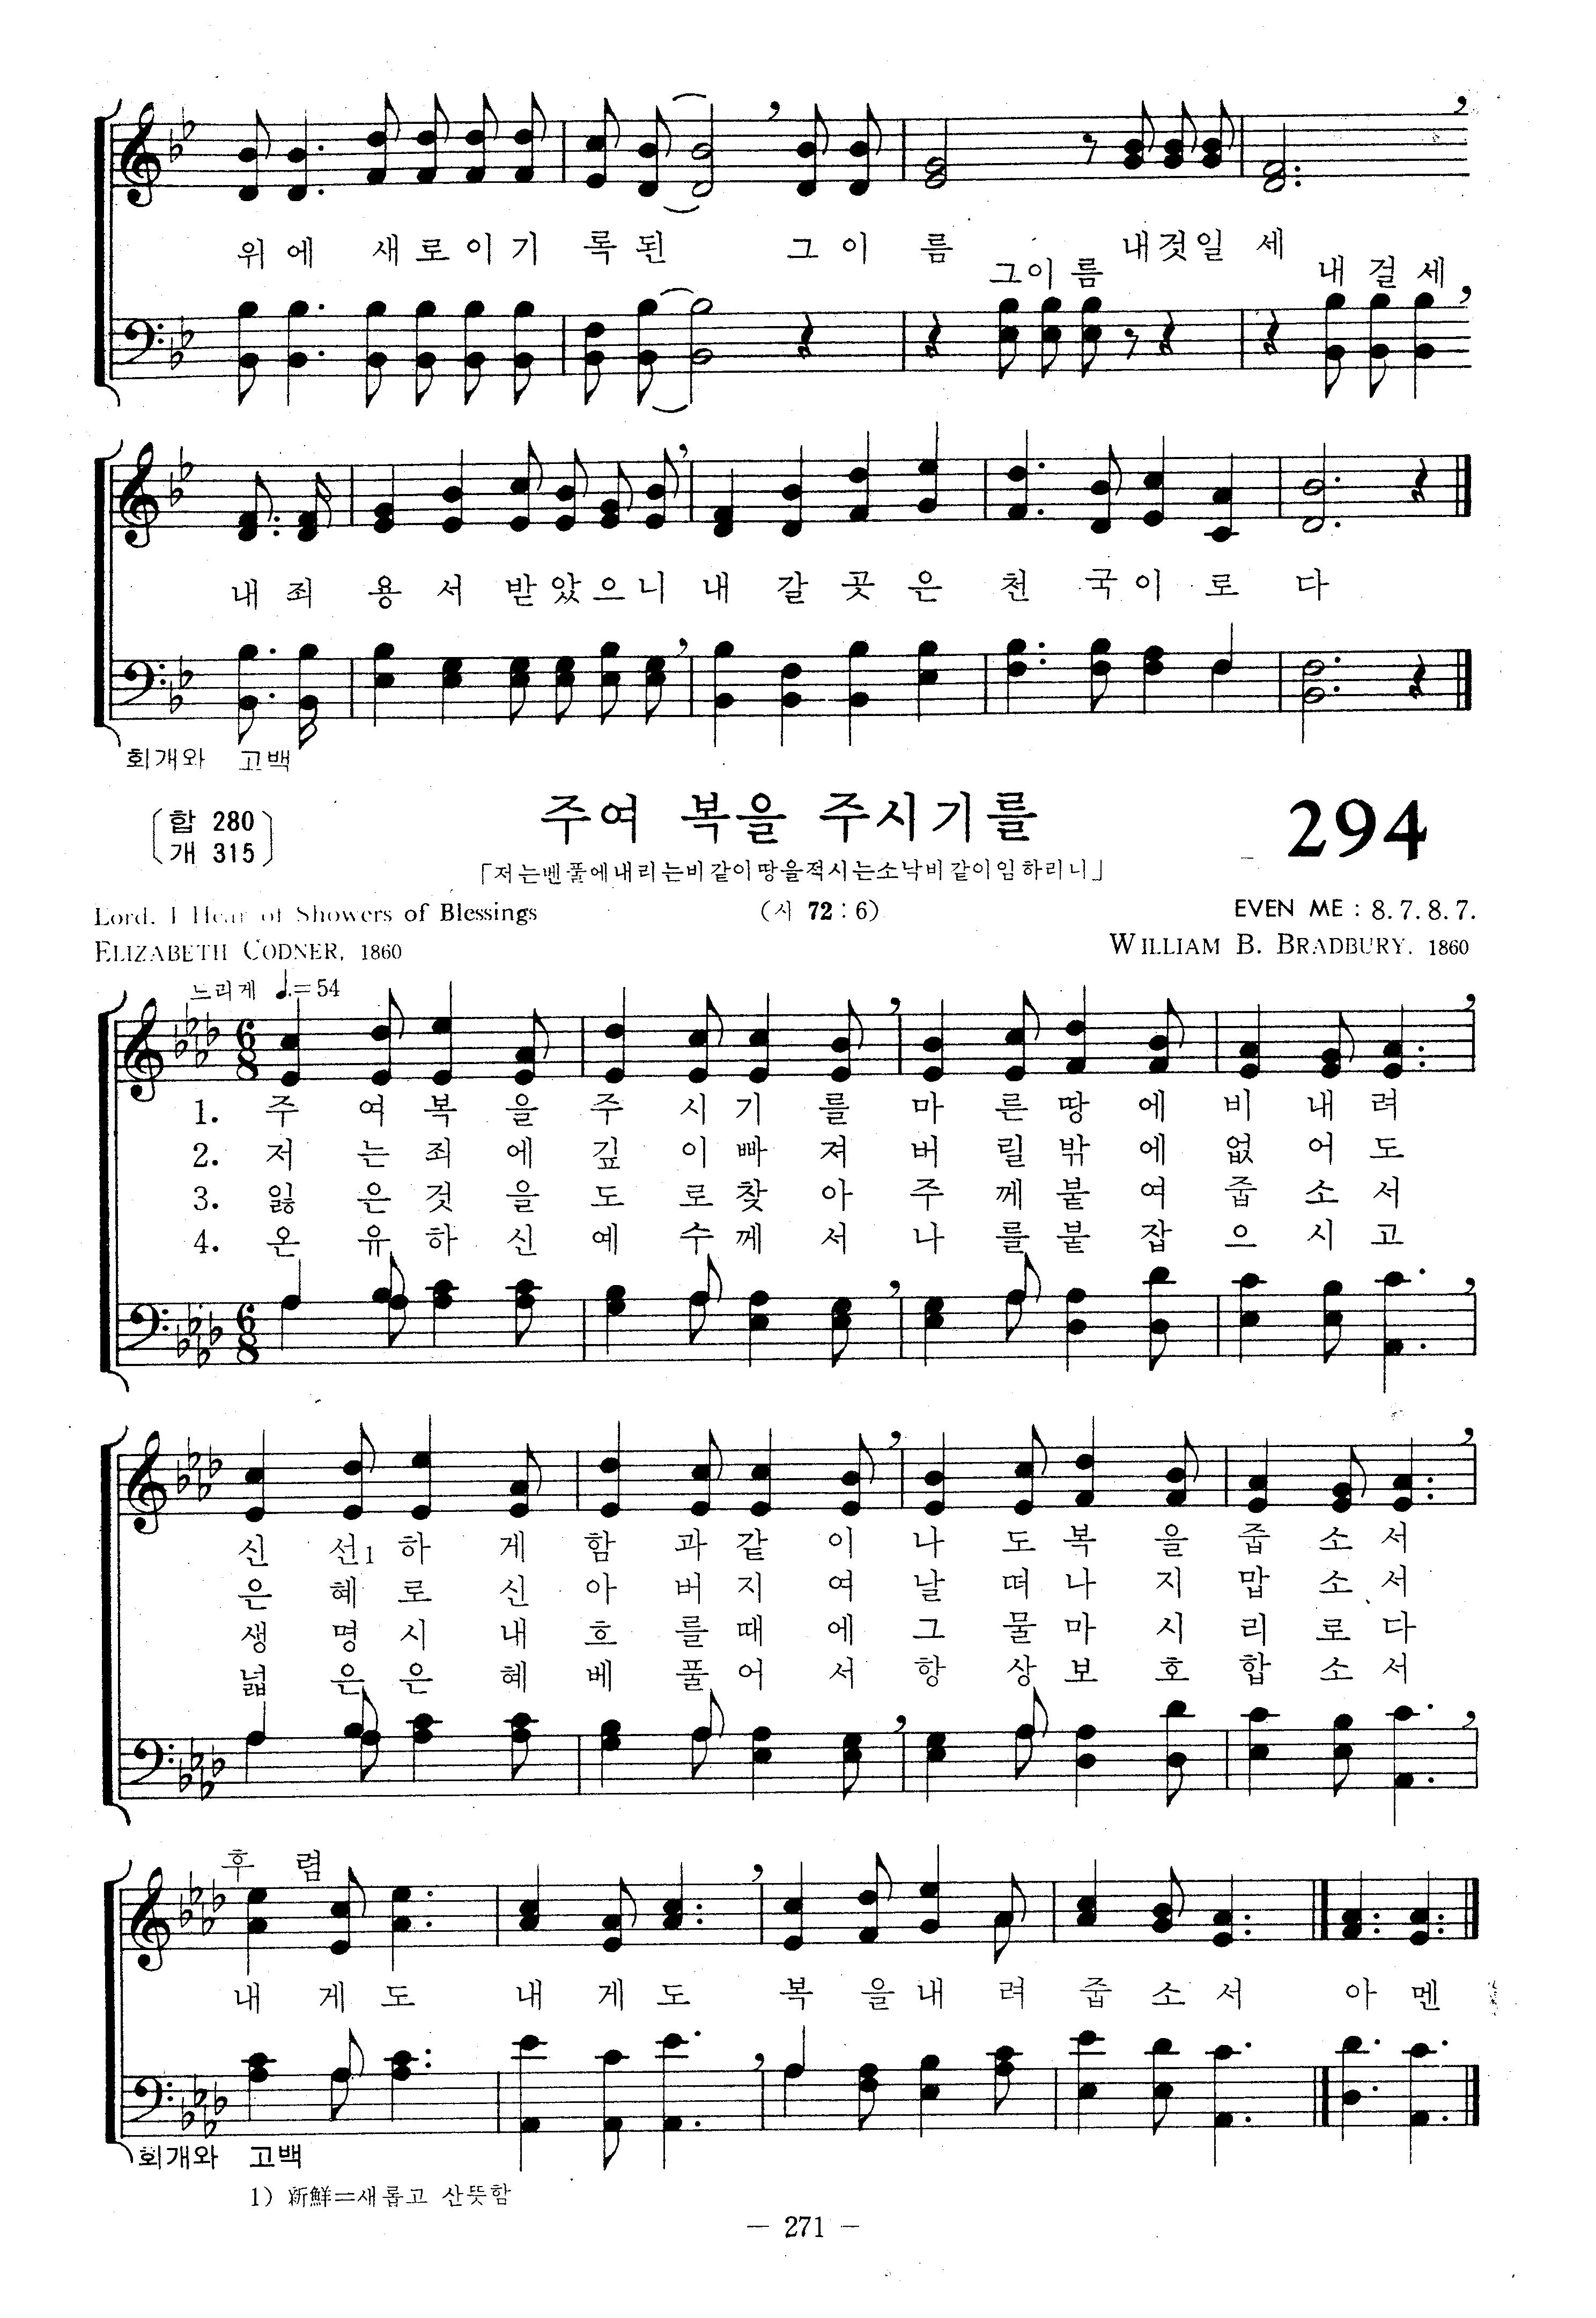 위에 새로이기 록된 그이 름 내것일 세
그이름 내걸세
내죄 용서받았으니 내갈곳은 천국이로 다
회개와 고백
합 280
개 315
주여 복을 주시기를
294
「저는벤풀에내리는비같이땅을적시는소낙비같이임하리니」
Lord, I Hear of Showers of Blessings
(시 72:6)
EVEN ME : 8.7.8.7.
ELIZABETH CODNER, 1860
WILLIAM B. BRADBURY. 1860
느리게 ♩.=54
6 8
1. 주여복을 주시기를 마른땅에 비내려
2. 저는죄에 깊이빠져 버릴밖에 없어도
3. 잃은것을 도로찾아 주께붙여 줍소서
4. 온유하신 예수께서 나를붙잡으시고
6 8
신선1하게 함과같이 나도복을 줍소서
은혜로신 아버지여 날떠나지 맙소서
생명시내 흐를때에 그물마시리로다
넓은은혜 베풀어서 항상보호 합소서
후 렴
내게도 내게도 복을내려 줍소서 아멘
회개와 고백
1) 新鮮=새롭고 산뜻함
— 271 —